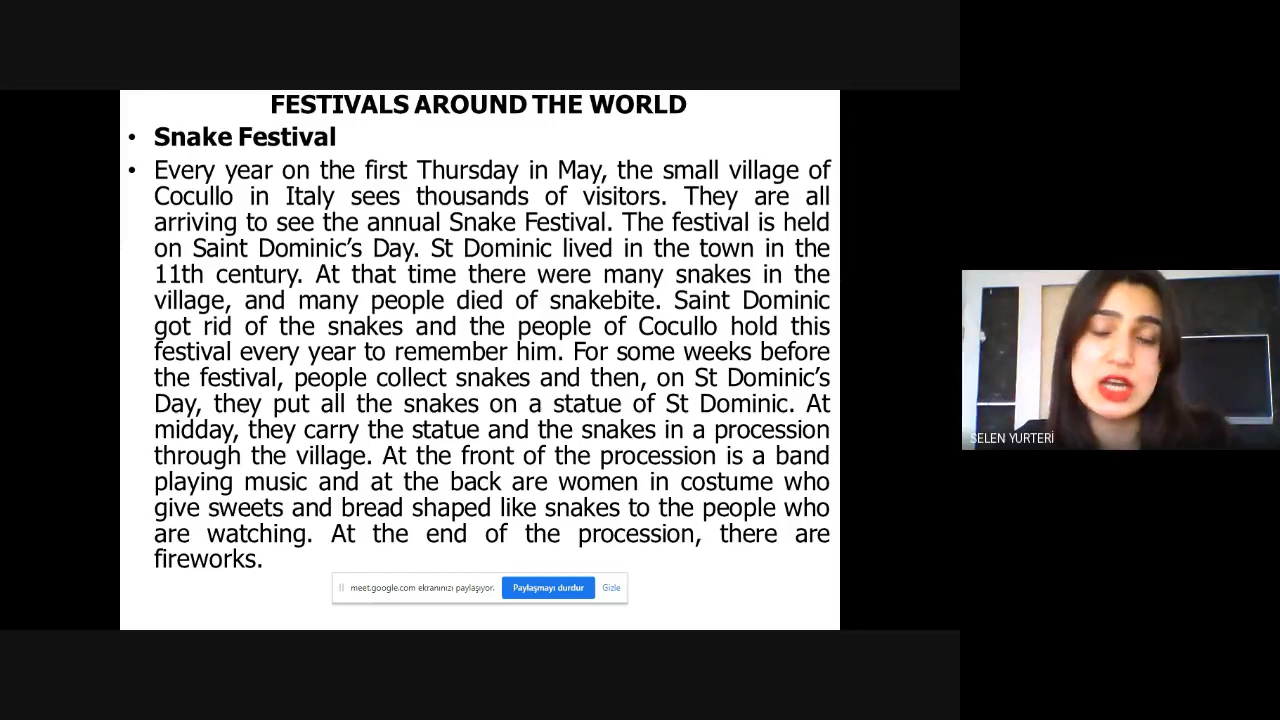 FESTIVALS AROUND THE WORLD
• Snake Festival
• Every year on the first Thursday in May, the small village of
Cocullo in Italy sees thousands of visitors. They are all
arriving to see the annual Snake Festival. The festival is held
on Saint Dominic’s Day. St Dominic lived in the town in the
11th century. At that time there were many snakes in the
village, and many people died of snakebite. Saint Dominic
got rid of the snakes and the people of Cocullo hold this
festival every year to remember him. For some weeks before
the festival, people collect snakes and then, on St Dominic’s
Day, they put all the snakes on a statue of St Dominic. At
midday, they carry the statue and the snakes in a procession
through the village. At the front of the procession is a band
playing music and at the back are women in costume who
give sweets and bread shaped like snakes to the people who
are watching. At the end of the procession, there are
fireworks.
meet.google.com ekranınızı paylaşıyor. Paylaşmayı durdur Gizle
SELEN YURTERİ